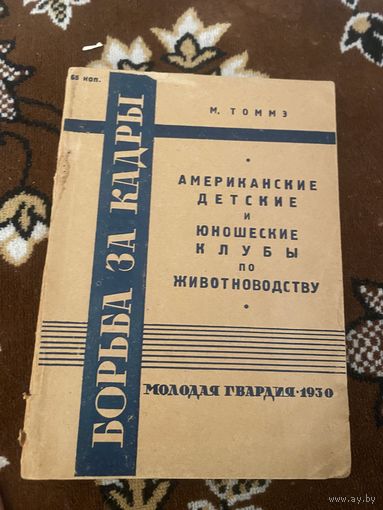 65 коп.
М. ТОММЭ
БОРЬБА ЗА КАДРЫ
АМЕРИКАНСКИЕ
ДЕТСКИЕ
И
ЮНОШЕСКИЕ
КЛУБЫ
ПО
ЖИВОТНОВОДСТВУ
МОЛОДАЯ ГВАРДИЯ·1930
www.ay.by